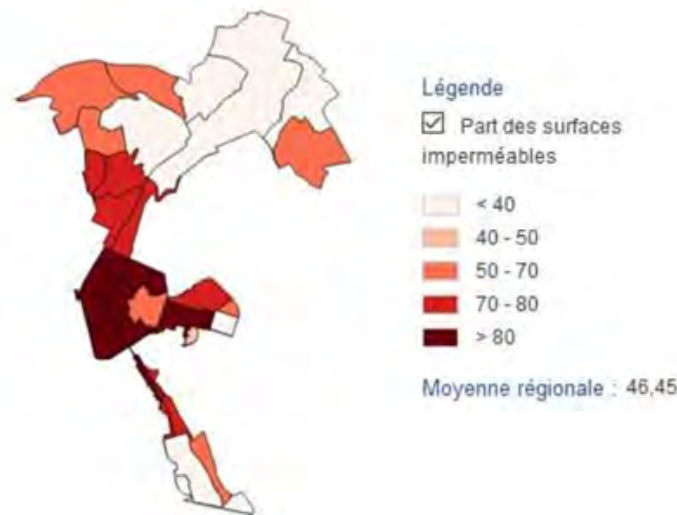 Légende
Part des surfaces
imperméables
< 40
40 - 50
50 - 70
70 - 80
> 80
Moyenne régionale : 46,45